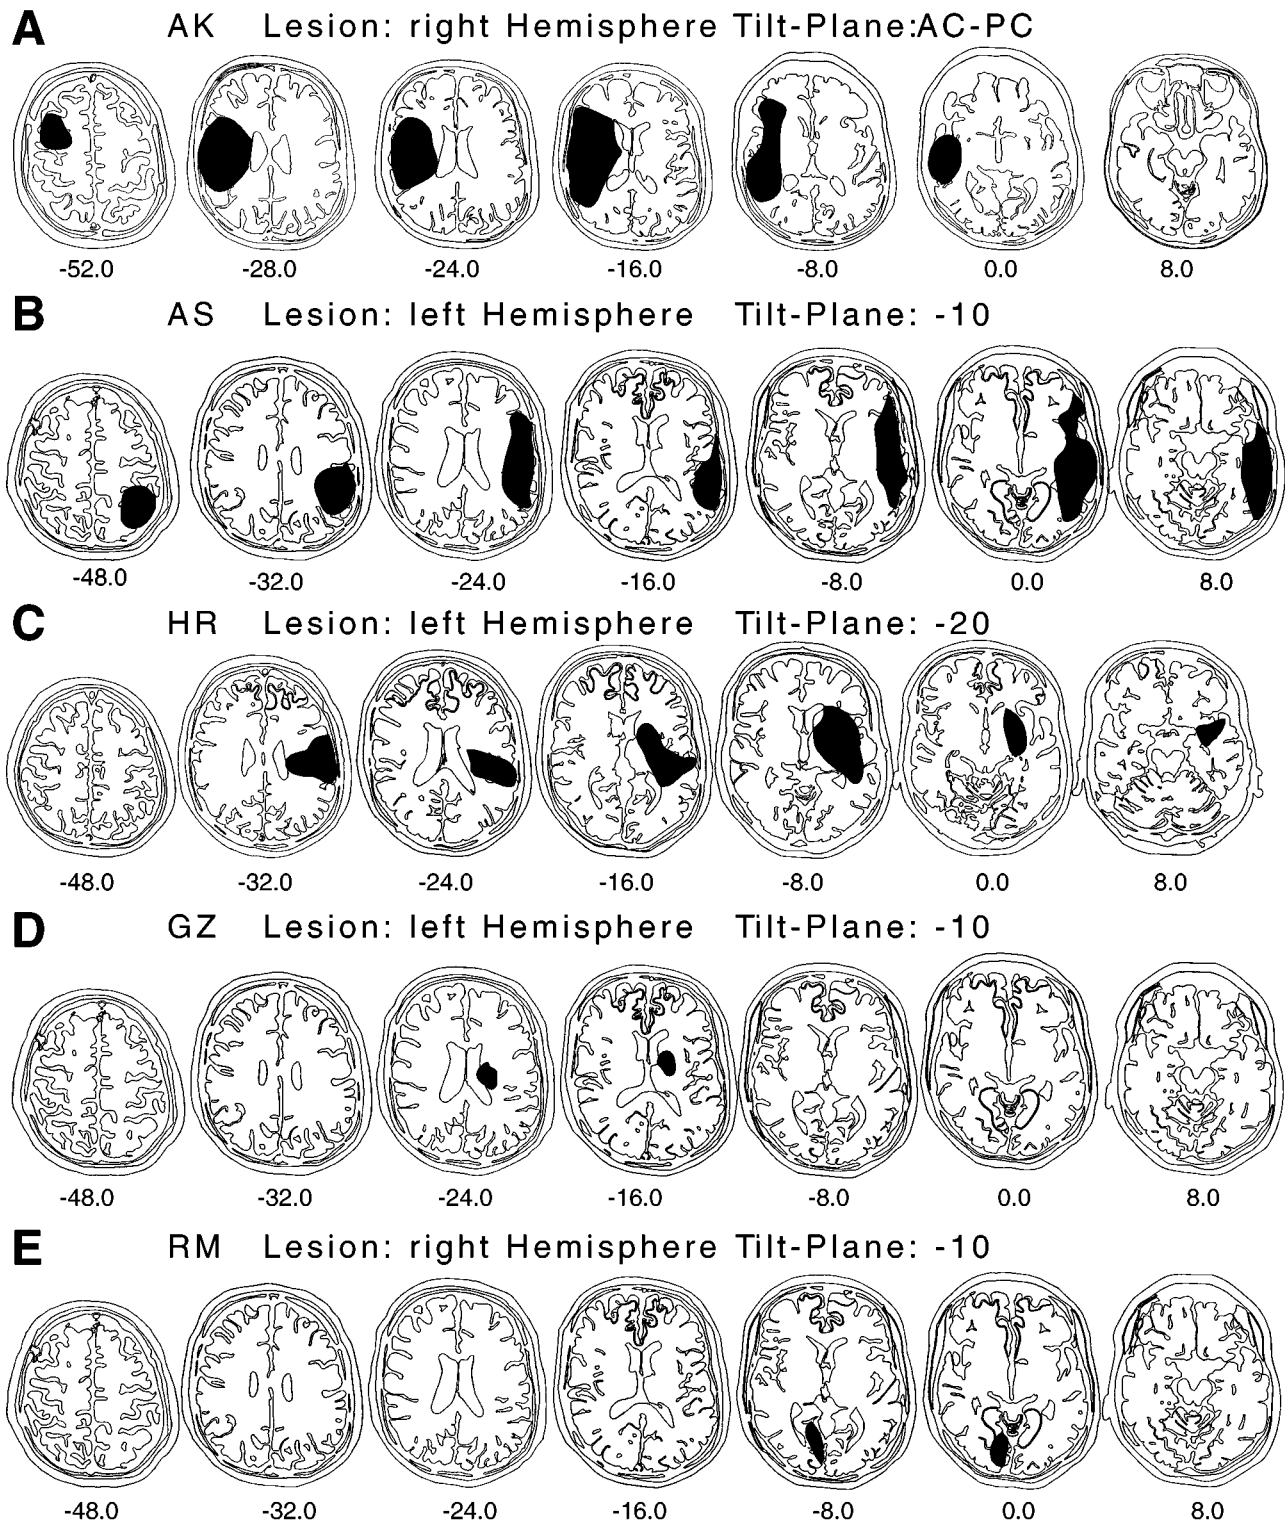 A AK Lesion: right Hemisphere Tilt-Plane:AC-PC
-52.0 -28.0 -24.0 -16.0 -8.0 0.0 8.0
B AS Lesion: left Hemisphere Tilt-Plane: -10
-48.0 -32.0 -24.0 -16.0 -8.0 0.0 8.0
C HR Lesion: left Hemisphere Tilt-Plane: -20
-48.0 -32.0 -24.0 -16.0 -8.0 0.0 8.0
D GZ Lesion: left Hemisphere Tilt-Plane: -10
-48.0 -32.0 -24.0 -16.0 -8.0 0.0 8.0
E RM Lesion: right Hemisphere Tilt-Plane: -10
-48.0 -32.0 -24.0 -16.0 -8.0 0.0 8.0